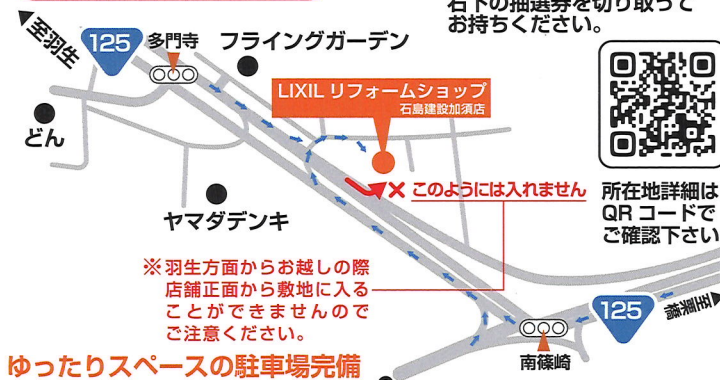 右下の抽選券を切り取って
お持ちください。
▲至羽生
125
多門寺
フライングガーデン
LIXIL リフォームショップ
石島建設加須店
どん
ヤマダデンキ
× このようには入れません
所在地詳細は
QR コードで
ご確認下さい
※羽生方面からお越しの際
店舗正面から敷地に入る
ことができませんので
ご注意ください。
125
▲至栗橋
南篠崎
ゆったりスペースの駐車場完備